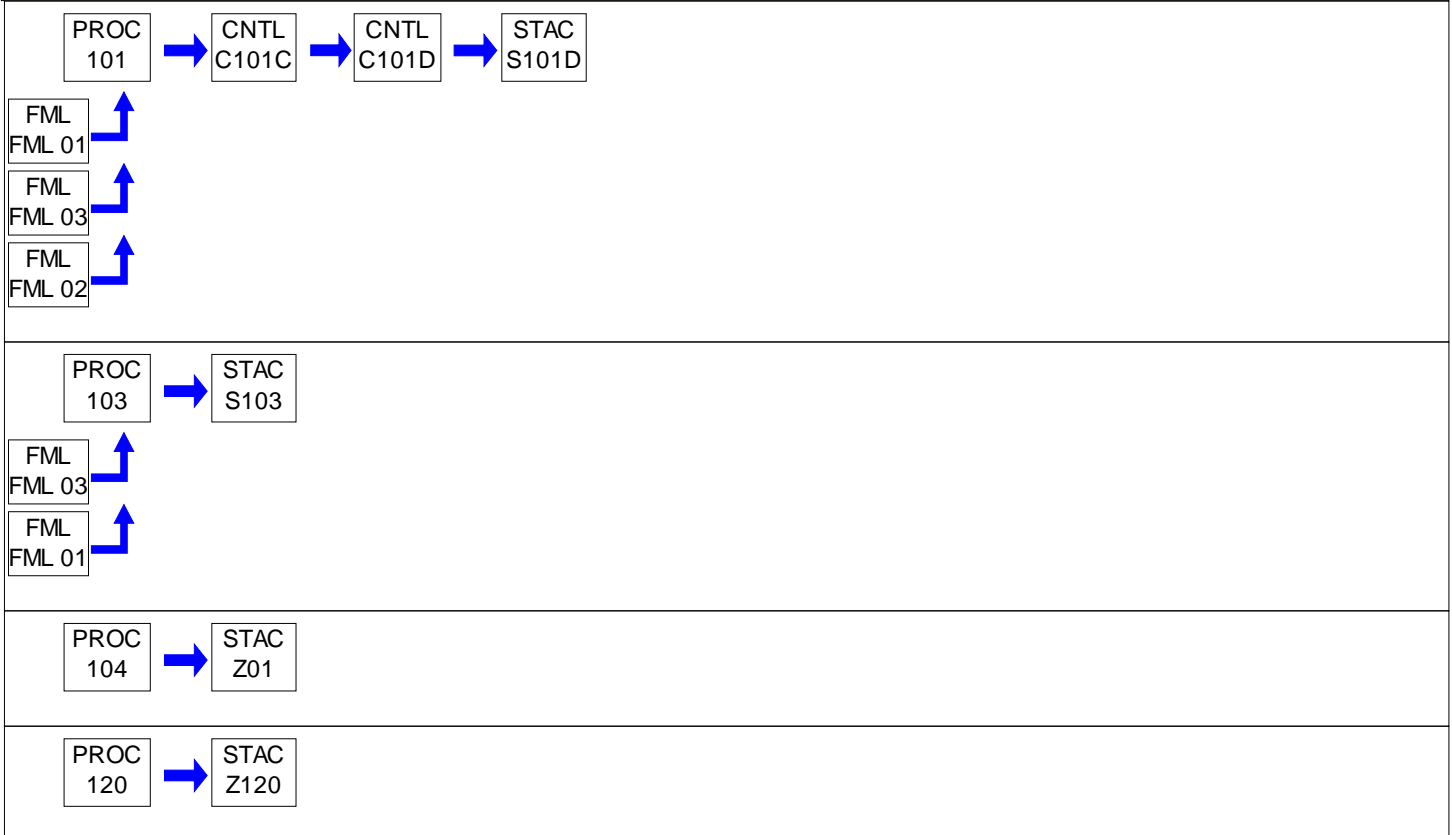 PROC
101
CNTL
C101C
CNTL
C101D
STAC
S101D
FML
FML 01
FML
FML 03
FML
FML 02
PROC
103
STAC
S103
FML
FML 03
FML
FML 01
PROC
104
STAC
Z01
PROC
120
STAC
Z120